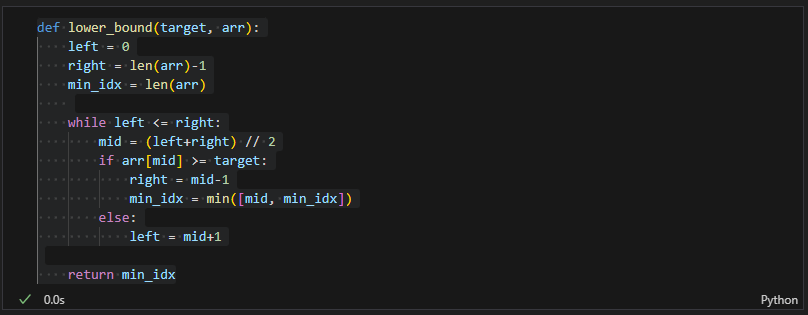 def lower_bound(target, arr):
    left = 0
    right = len(arr)-1
    min_idx = len(arr)
    while left <= right:
        mid = (left+right) // 2
        if arr[mid] >= target:
            right = mid-1
            min_idx = min([mid, min_idx])
        else:
            left = mid+1
    return min_idx
0.0s
Python